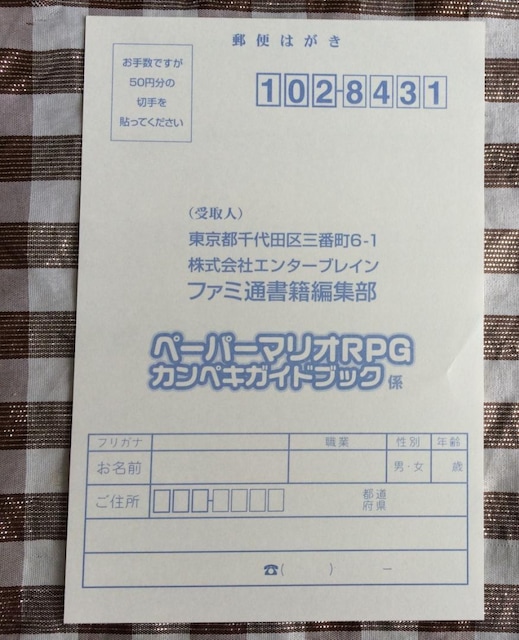 郵便はがき
お手数ですが
50円分の
切手を
貼ってください
102-8431
（受取人）
東京都千代田区三番町6-1
株式会社エンターブレイン
ファミ通書籍編集部
ペーパーマリオRPG
カンペキガイドブック 係
フリガナ 職業 性別 年齢
お名前 男・女 歳
ご住所 都道
府県
☎( ) －